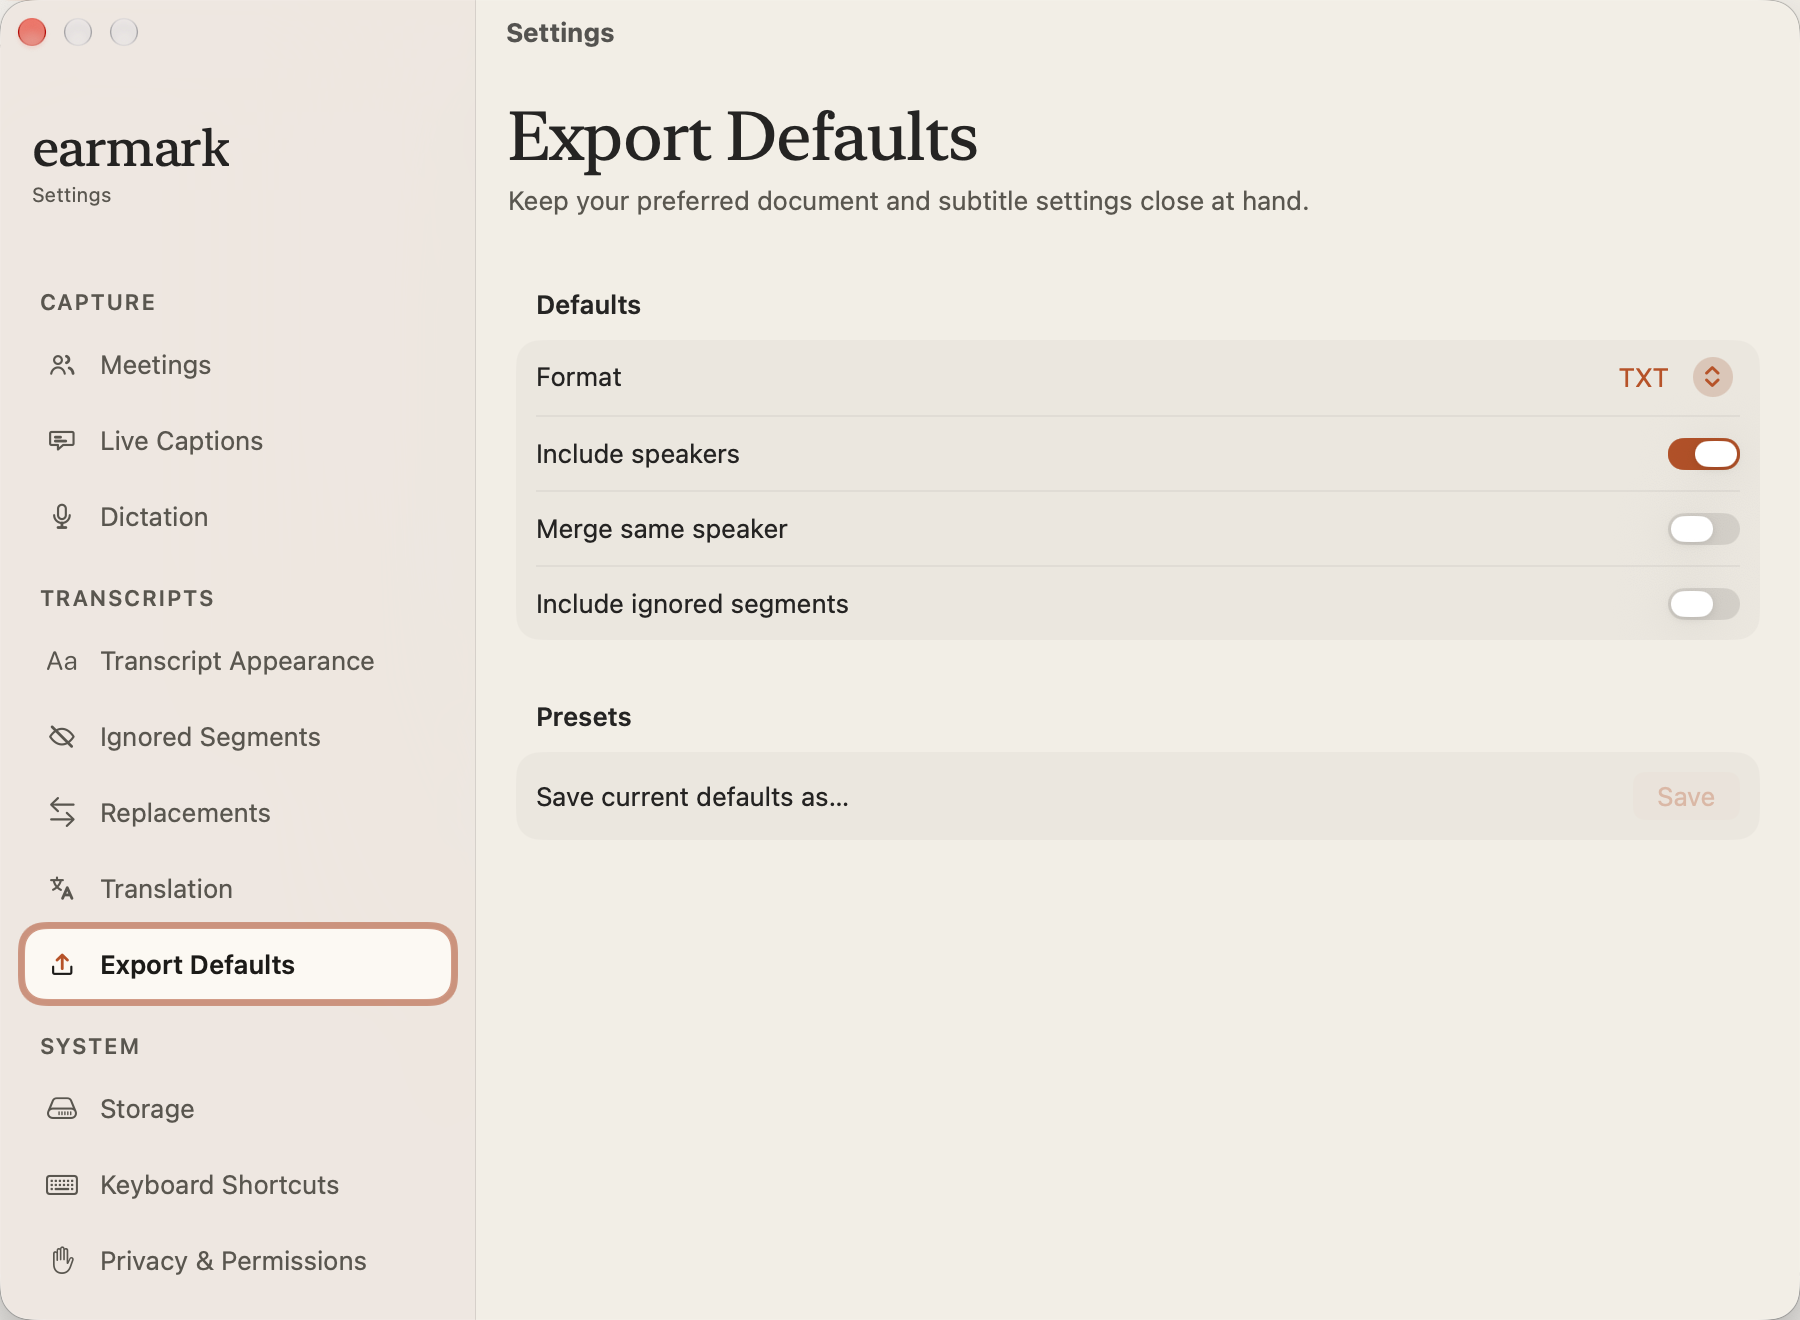 earmark
Settings
CAPTURE
Meetings
Live Captions
Dictation
TRANSCRIPTS
Aa Transcript Appearance
Ignored Segments
Replacements
Translation
Export Defaults
SYSTEM
Storage
Keyboard Shortcuts
Privacy & Permissions
Settings
Export Defaults
Keep your preferred document and subtitle settings close at hand.
Defaults
Format TXT
Include speakers
Merge same speaker
Include ignored segments
Presets
Save current defaults as... Save